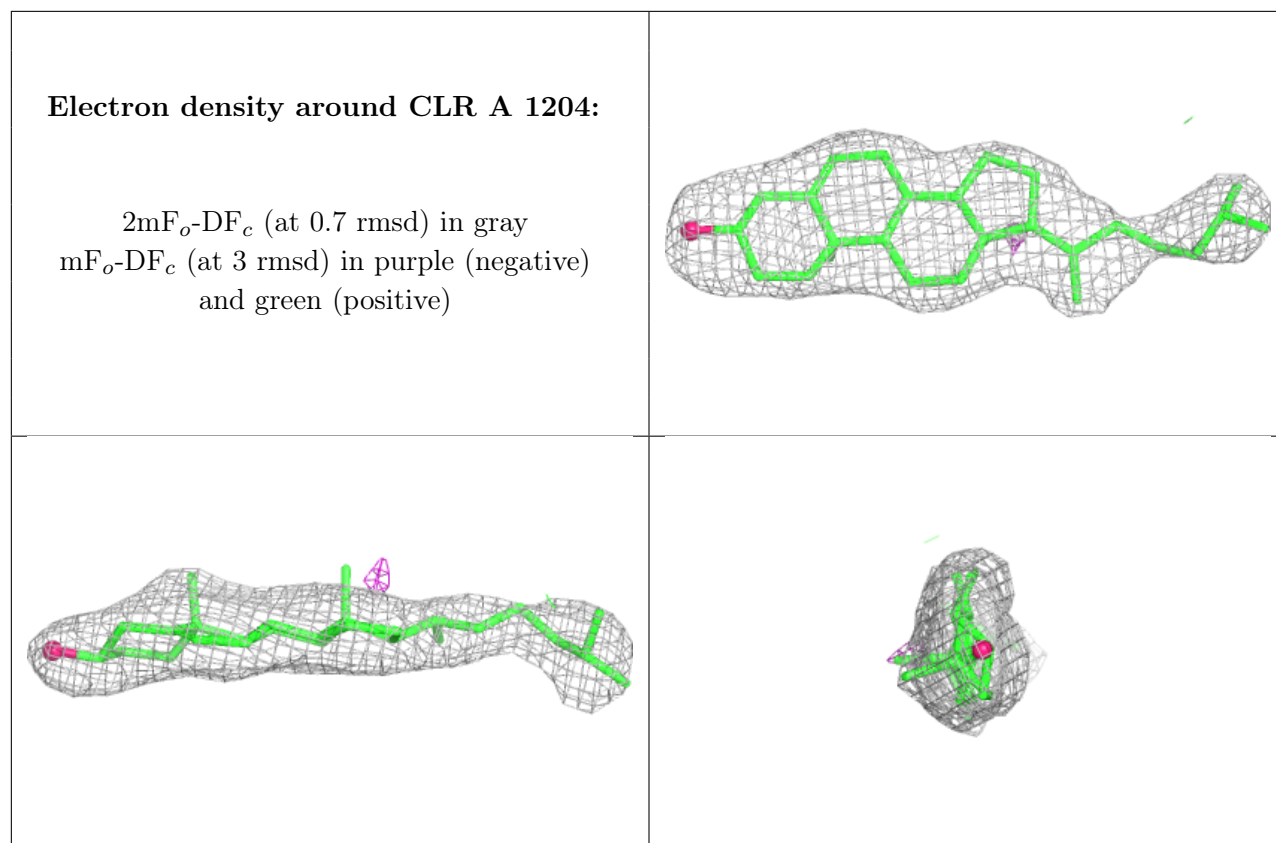 Electron density around CLR A 1204:
2mFo-DFc (at 0.7 rmsd) in gray
mFo-DFc (at 3 rmsd) in purple (negative)
and green (positive)